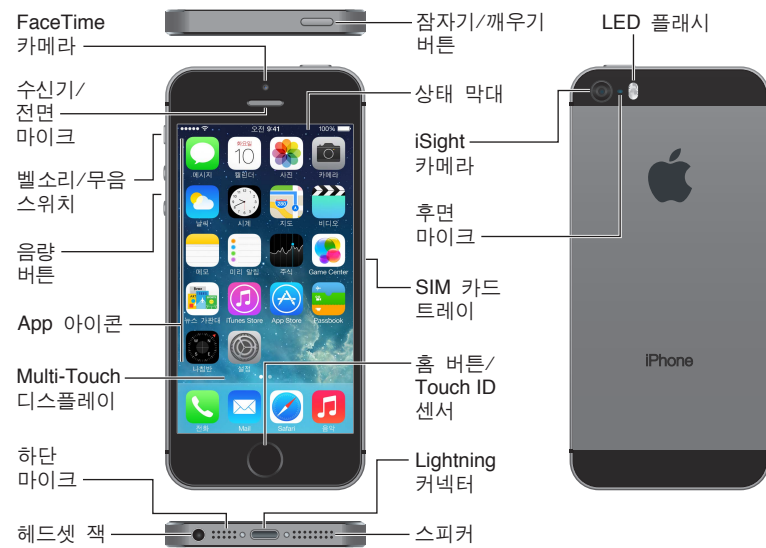 FaceTime
카메라
수신기/
전면
마이크
벨소리/무음
스위치
음량
버튼
App 아이콘
Multi-Touch
디스플레이
하단
마이크
헤드셋 잭
잠자기/깨우기
버튼
상태 막대
SIM 카드
트레이
홈 버튼/
Touch ID
센서
Lightning
커넥터
스피커
LED 플래시
iSight
카메라
후면
마이크
오전 9:41
100%
화요일
10
메시지
캘린더
사진
카메라
날씨
시계
지도
비디오
메모
미리 알림
주식
Game Center
뉴스 가판대
iTunes Store
App Store
Passbook
나침반
설정
전화
Mail
Safari
음악
iPhone